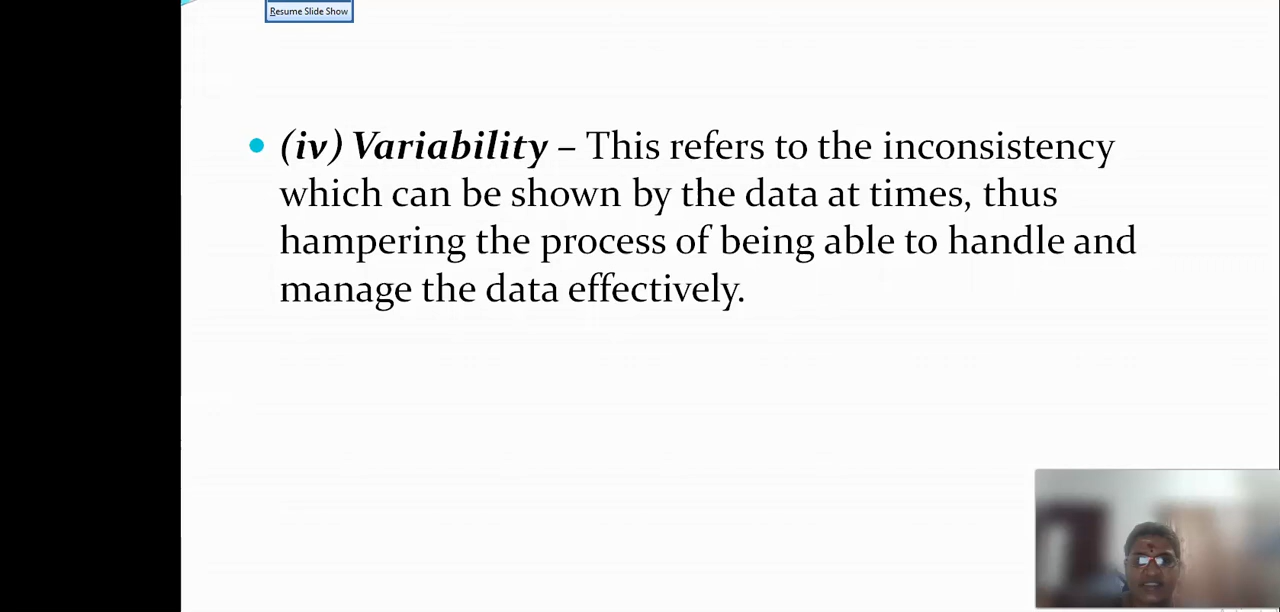 Resume Slide Show
(iv) Variability – This refers to the inconsistency
which can be shown by the data at times, thus
hampering the process of being able to handle and
manage the data effectively.